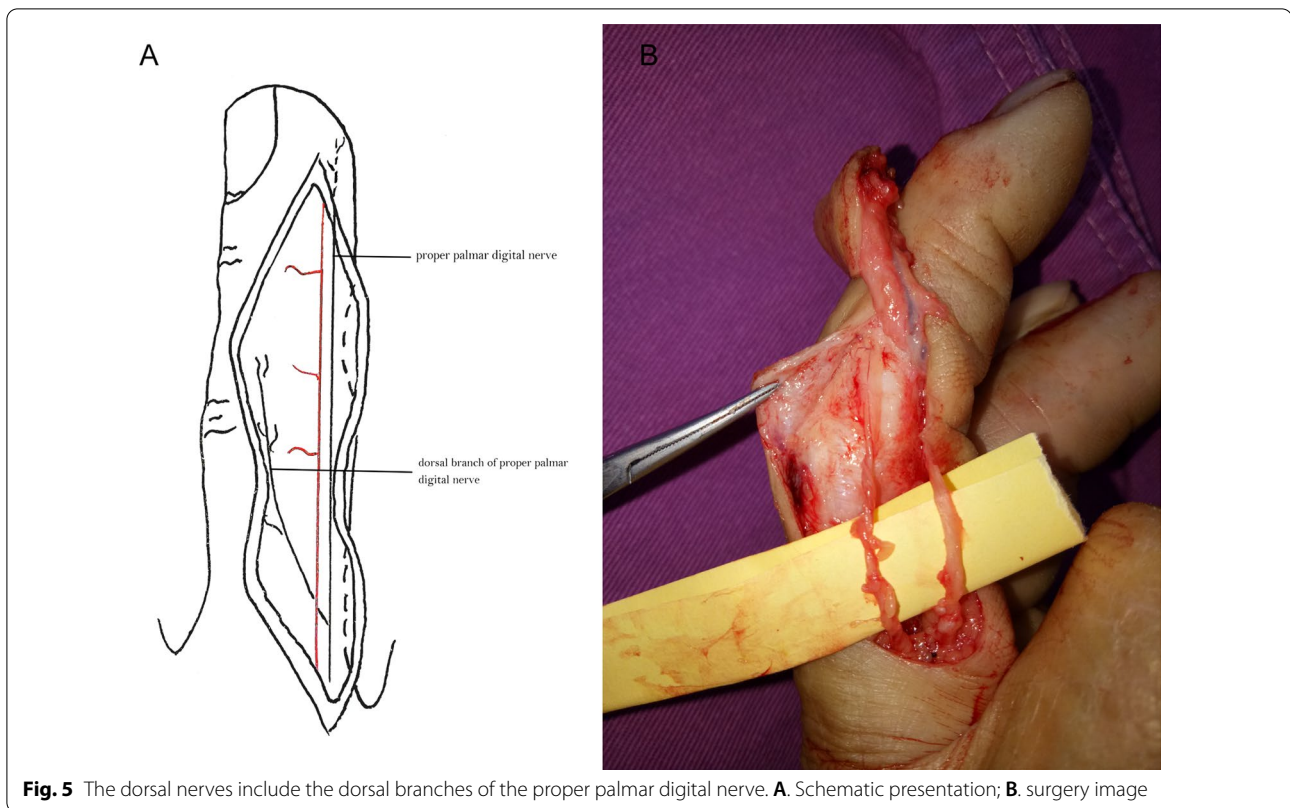 A
B
proper palmar digital nerve
dorsal branch of proper palmar
digital nerve
Fig. 5 The dorsal nerves include the dorsal branches of the proper palmar digital nerve. A. Schematic presentation; B. surgery image